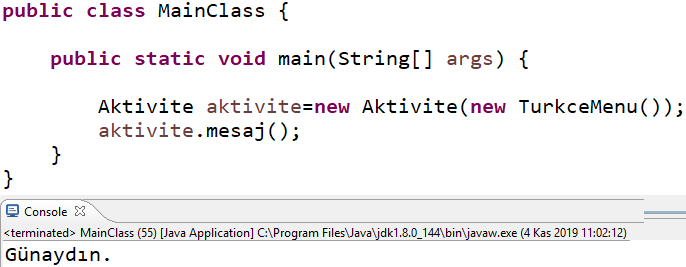 public class MainClass {
public static void main(String[] args) {
Aktivite aktivite=new Aktivite(new TurkceMenu());
aktivite.mesaj();
}
}
Console
<terminated> MainClass (55) [Java Application] C:\Program Files\Java\jdk1.8.0_144\bin\javaw.exe (4 Kas 2019 11:02:12)
Günaydın.